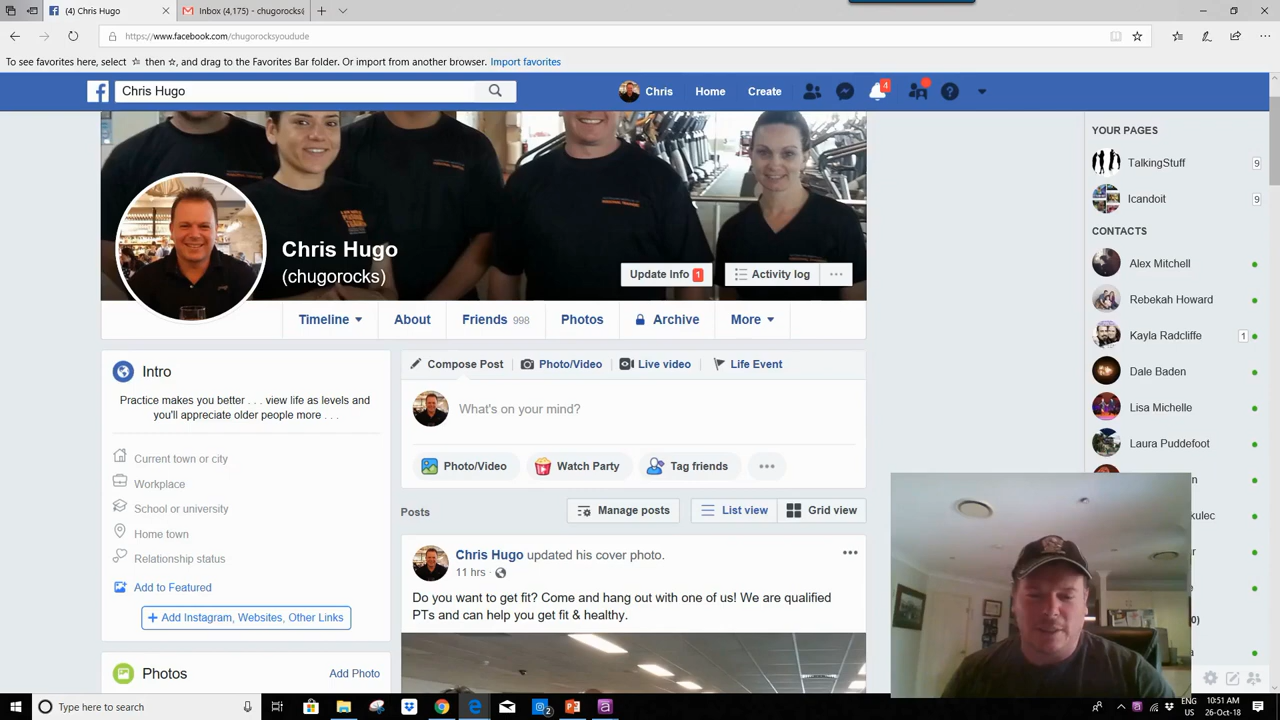 (4) Chris Hugo
Inbox (4,175) - chugorocks(
https://www.facebook.com/chugorocksyoudude
To see favorites here, select ☆ then ☆, and drag to the Favorites Bar folder. Or import from another browser. Import favorites
Chris Hugo
Chris
Home
Create
4
YOUR PAGES
TalkingStuff 9
Icandoit 9
CONTACTS
Alex Mitchell
Rebekah Howard
Kayla Radcliffe 1
Dale Baden
Lisa Michelle
Laura Puddefoot
Chris Hugo
(chugorocks)
Update Info 1
Activity log
Timeline
About
Friends 998
Photos
Archive
More
Intro
Practice makes you better . . . view life as levels and
you'll appreciate older people more . . .
Current town or city
Workplace
School or university
Home town
Relationship status
Add to Featured
+ Add Instagram, Websites, Other Links
Photos
Add Photo
Compose Post
Photo/Video
Live video
Life Event
What's on your mind?
Photo/Video
Watch Party
Tag friends
Posts
Manage posts
List view
Grid view
Chris Hugo updated his cover photo.
11 hrs
Do you want to get fit? Come and hang out with one of us! We are qualified
PTs and can help you get fit & healthy.
Type here to search
2
ENG
US
10:51 AM
26-Oct-18